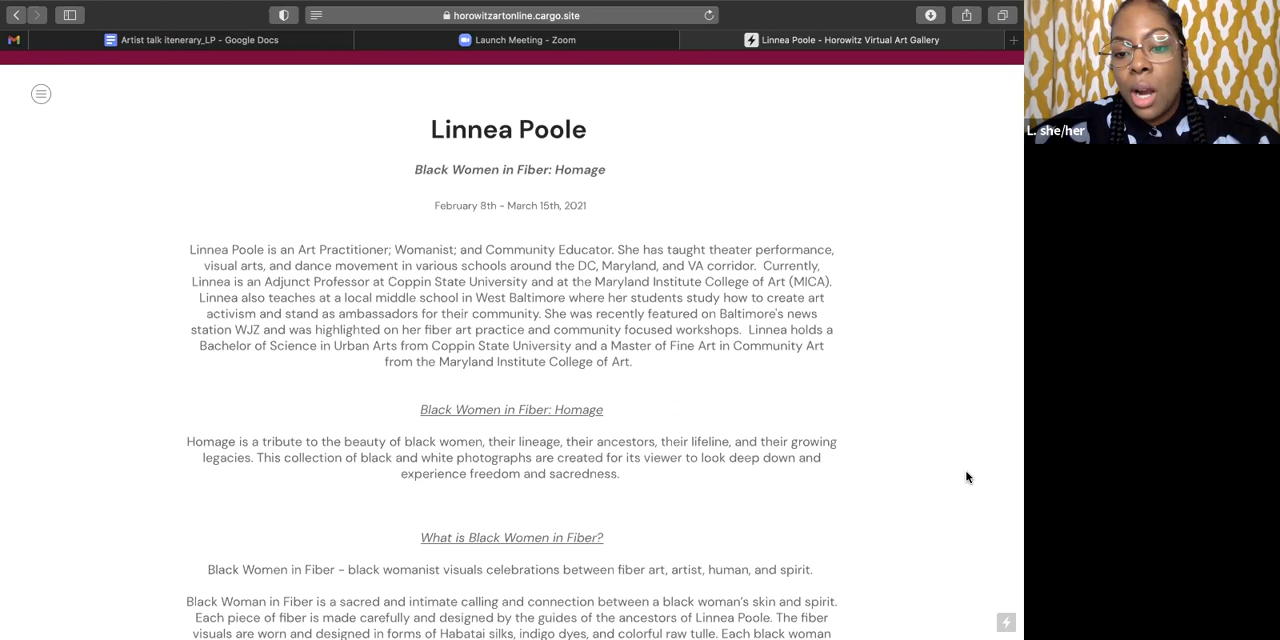 horowitzartonline.cargo.site
Artist talk itenerary_LP - Google Docs
Launch Meeting - Zoom
Linnea Poole - Horowitz Virtual Art Gallery
L. she/her
Linnea Poole
Black Women in Fiber: Homage
February 8th - March 15th, 2021
Linnea Poole is an Art Practitioner; Womanist; and Community Educator. She has taught theater performance,
visual arts, and dance movement in various schools around the DC, Maryland, and VA corridor.  Currently,
Linnea is an Adjunct Professor at Coppin State University and at the Maryland Institute College of Art (MICA).
Linnea also teaches at a local middle school in West Baltimore where her students study how to create art
activism and stand as ambassadors for their community. She was recently featured on Baltimore's news
station WJZ and was highlighted on her fiber art practice and community focused workshops.  Linnea holds a
Bachelor of Science in Urban Arts from Coppin State University and a Master of Fine Art in Community Art
from the Maryland Institute College of Art.
Black Women in Fiber: Homage
Homage is a tribute to the beauty of black women, their lineage, their ancestors, their lifeline, and their growing
legacies. This collection of black and white photographs are created for its viewer to look deep down and
experience freedom and sacredness.
What is Black Women in Fiber?
Black Women in Fiber - black womanist visuals celebrations between fiber art, artist, human, and spirit.
Black Woman in Fiber is a sacred and intimate calling and connection between a black woman's skin and spirit.
Each piece of fiber is made carefully and designed by the guides of the ancestors of Linnea Poole. The fiber
visuals are worn and designed in forms of Habatai silks, indigo dyes, and colorful raw tulle. Each black woman